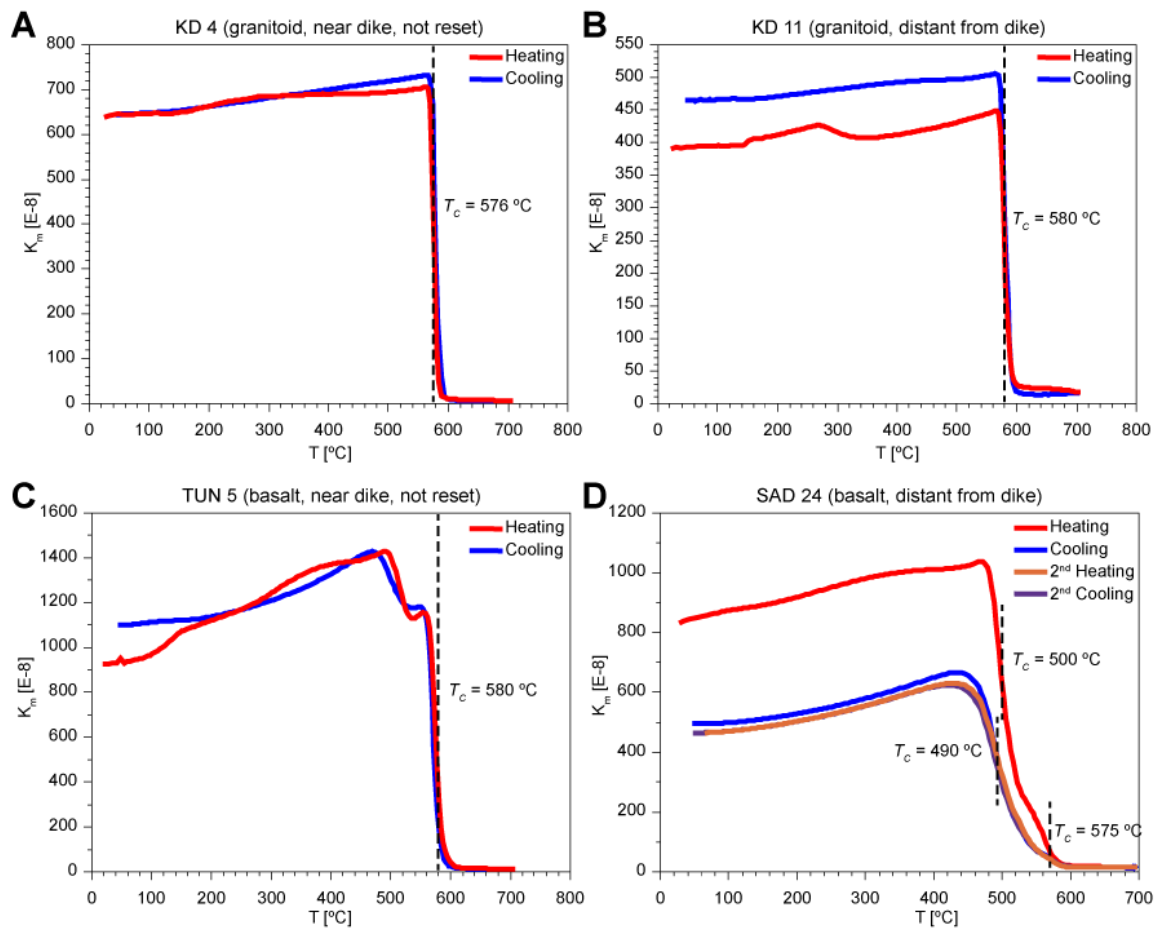 A
KD 4 (granitoid, near dike, not reset)
800
700
600
500
400
300
200
100
0
Kₘ [E-8]
Heating
Cooling
T_C = 576 ºC
0 100 200 300 400 500 600 700 800
T [ºC]
B
KD 11 (granitoid, distant from dike)
550
500
450
400
350
300
250
200
150
100
50
0
Kₘ [E-8]
Heating
Cooling
T_C = 580 ºC
0 100 200 300 400 500 600 700 800
T [ºC]
C
TUN 5 (basalt, near dike, not reset)
1600
1400
1200
1000
800
600
400
200
0
Kₘ [E-8]
Heating
Cooling
T_C = 580 ºC
0 100 200 300 400 500 600 700 800
T [ºC]
D
SAD 24 (basalt, distant from dike)
1200
1000
800
600
400
200
0
Kₘ [E-8]
Heating
Cooling
2nd Heating
2nd Cooling
T_C = 500 ºC
T_C = 490 ºC
T_C = 575 ºC
0 100 200 300 400 500 600 700
T [ºC]